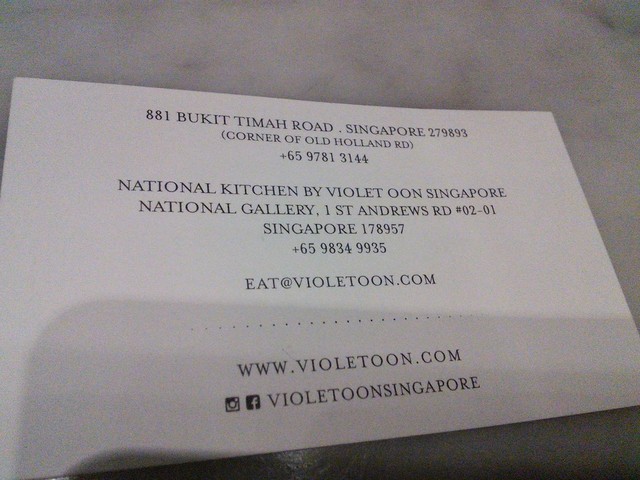 881 BUKIT TIMAH ROAD . SINGAPORE 279893
(CORNER OF OLD HOLLAND RD)
+65 9781 3144
NATIONAL KITCHEN BY VIOLET OON SINGAPORE
NATIONAL GALLERY, 1 ST ANDREWS RD #02-01
SINGAPORE 178957
+65 9834 9935
EAT@VIOLETOON.COM
WWW.VIOLETOON.COM
VIOLETOONSINGAPORE